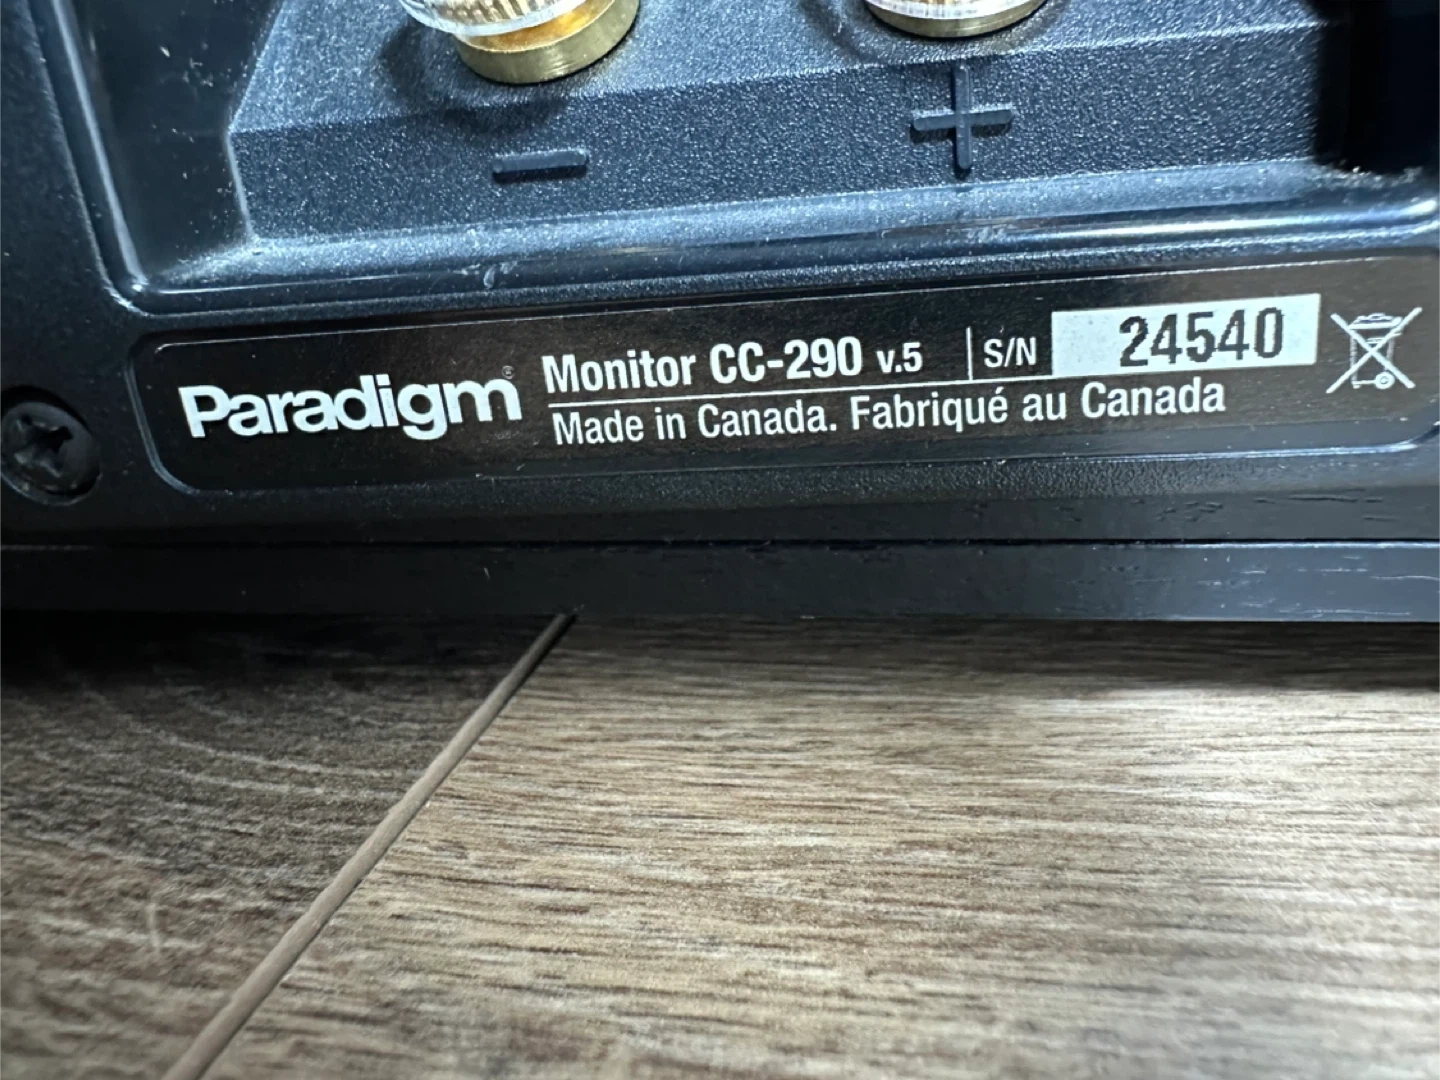 − +
Paradigm® Monitor CC-290 v.5 | S/N 24540
Made in Canada. Fabriqué au Canada